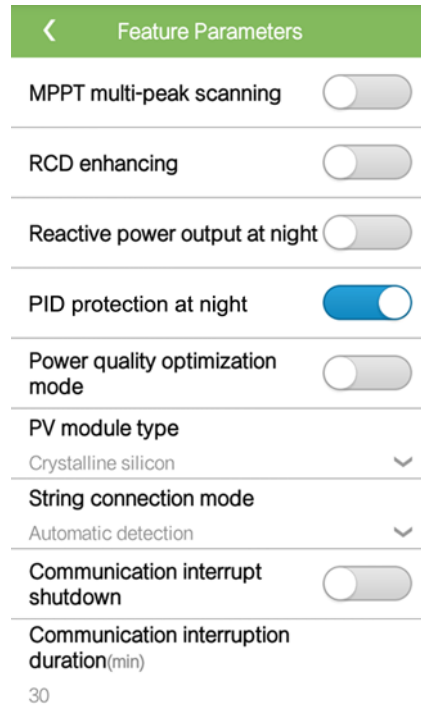 Feature Parameters
MPPT multi-peak scanning
RCD enhancing
Reactive power output at night
PID protection at night
Power quality optimization
mode
PV module type
Crystalline silicon
String connection mode
Automatic detection
Communication interrupt
shutdown
Communication interruption
duration(min)
30